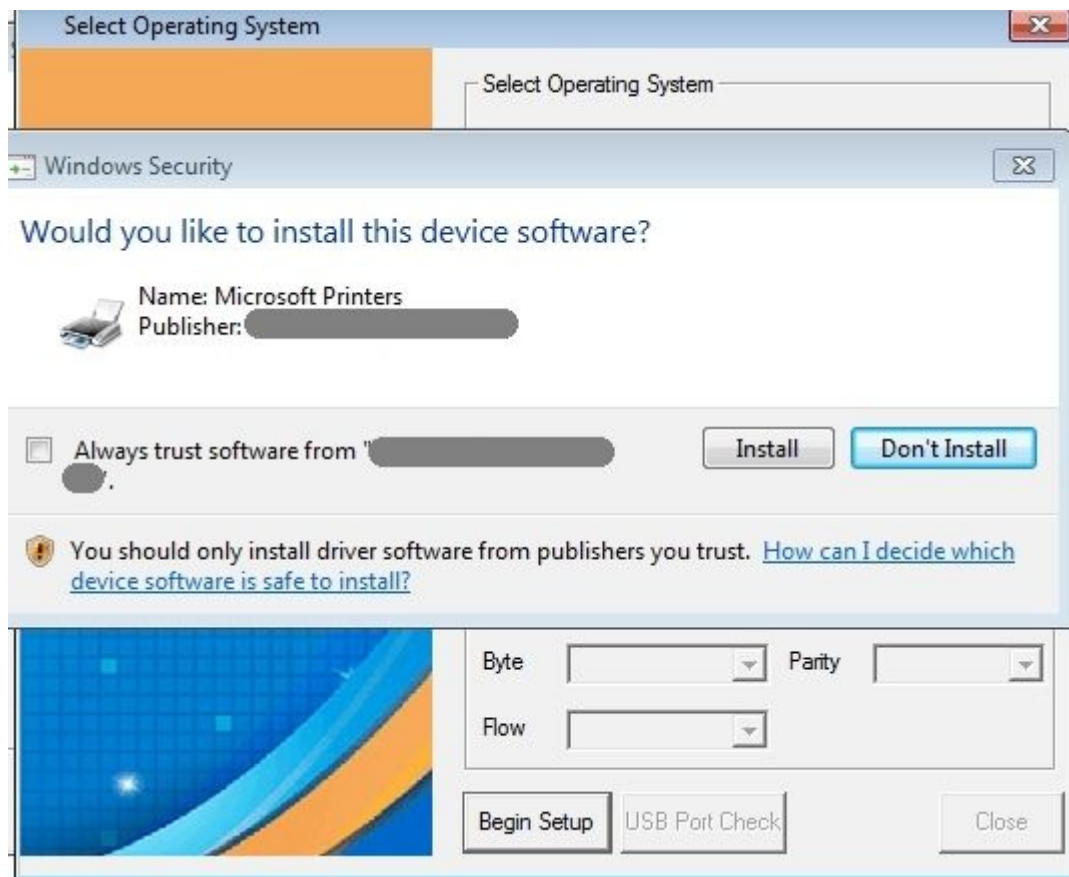 Select Operating System
Select Operating System
Windows Security
Would you like to install this device software?
Name: Microsoft Printers
Publisher:
Always trust software from "
".
Install
Don't Install
You should only install driver software from publishers you trust. How can I decide which
device software is safe to install?
Byte
Parity
Flow
Begin Setup
USB Port Check
Close